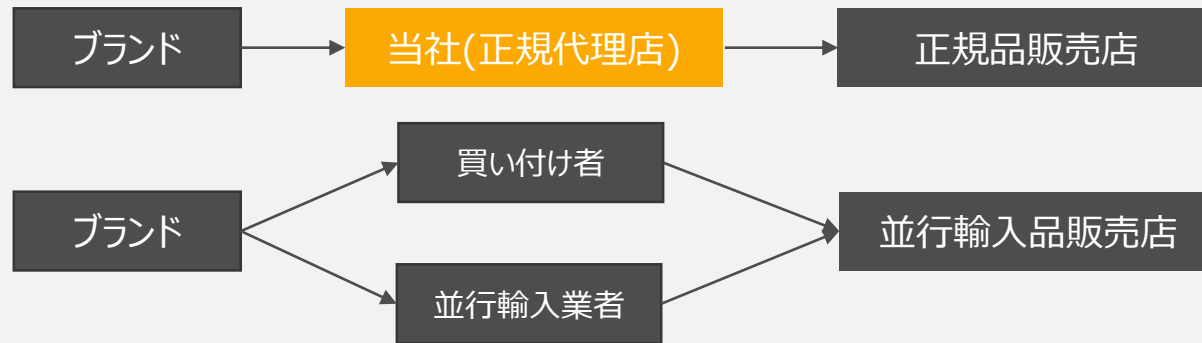 ブランド
当社(正規代理店)
正規品販売店
買い付け者
ブランド
並行輸入品販売店
並行輸入業者